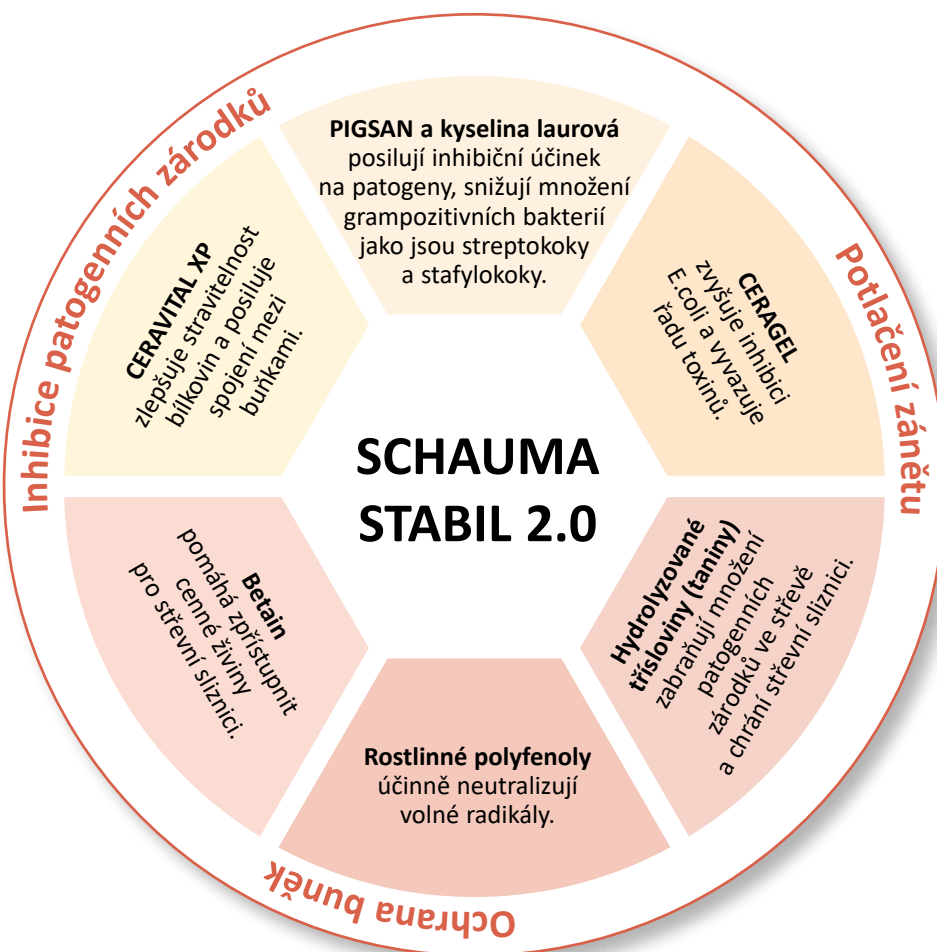 Inhibice patogenních zárodků
Potlačení zánětu
Ochrana buněk
PIGSAN a kyselina laurová
posilují inhibiční účinek
na patogeny, snižují množení
grampozitivních bakterií
jako jsou streptokoky
a stafylokoky.
CERAGEL
zvyšuje inhibici
E.coli a vyvazuje
řadu toxinů.
Hydrolyzované
třísloviny (taniny)
zabraňují množení
patogenních
zárodků ve střevě
a chrání střevní sliznici.
Rostlinné polyfenoly
účinně neutralizují
volné radikály.
Betain
pomáhá zpřístupnit
cenné živiny
pro střevní sliznici.
CERAVITAL XP
zlepšuje stravitelnost
bílkovin a posiluje
spojení mezi
buňkami.
SCHAUMA
STABIL 2.0